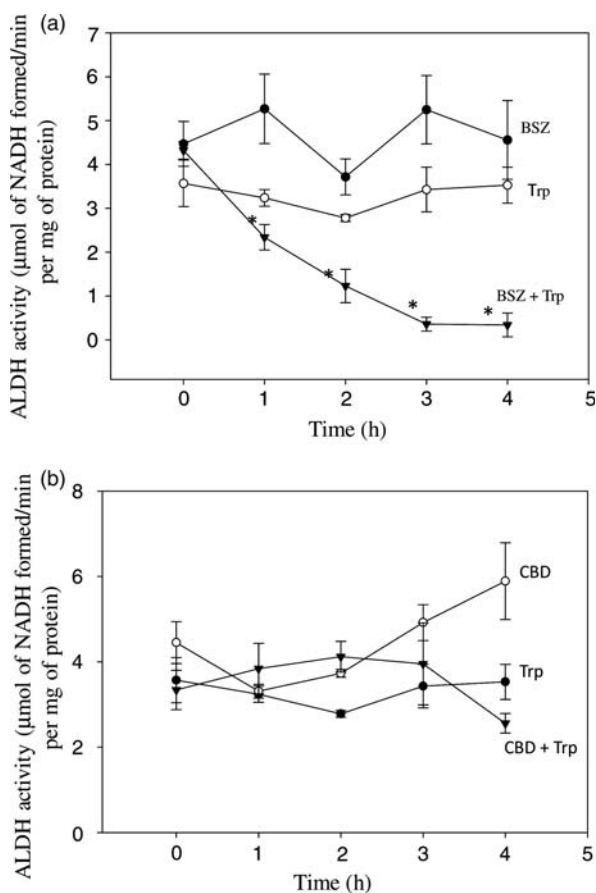 (a)
ALDH activity (µmol of NADH formed/min
per mg of protein)
7
6
5
4
3
2
1
0
BSZ
Trp
BSZ + Trp
*
*
*
*
0 1 2 3 4 5
Time (h)
(b)
ALDH activity (µmol of NADH formed/min
per mg of protein)
8
6
4
2
0
CBD
Trp
CBD + Trp
0 1 2 3 4 5
Time (h)